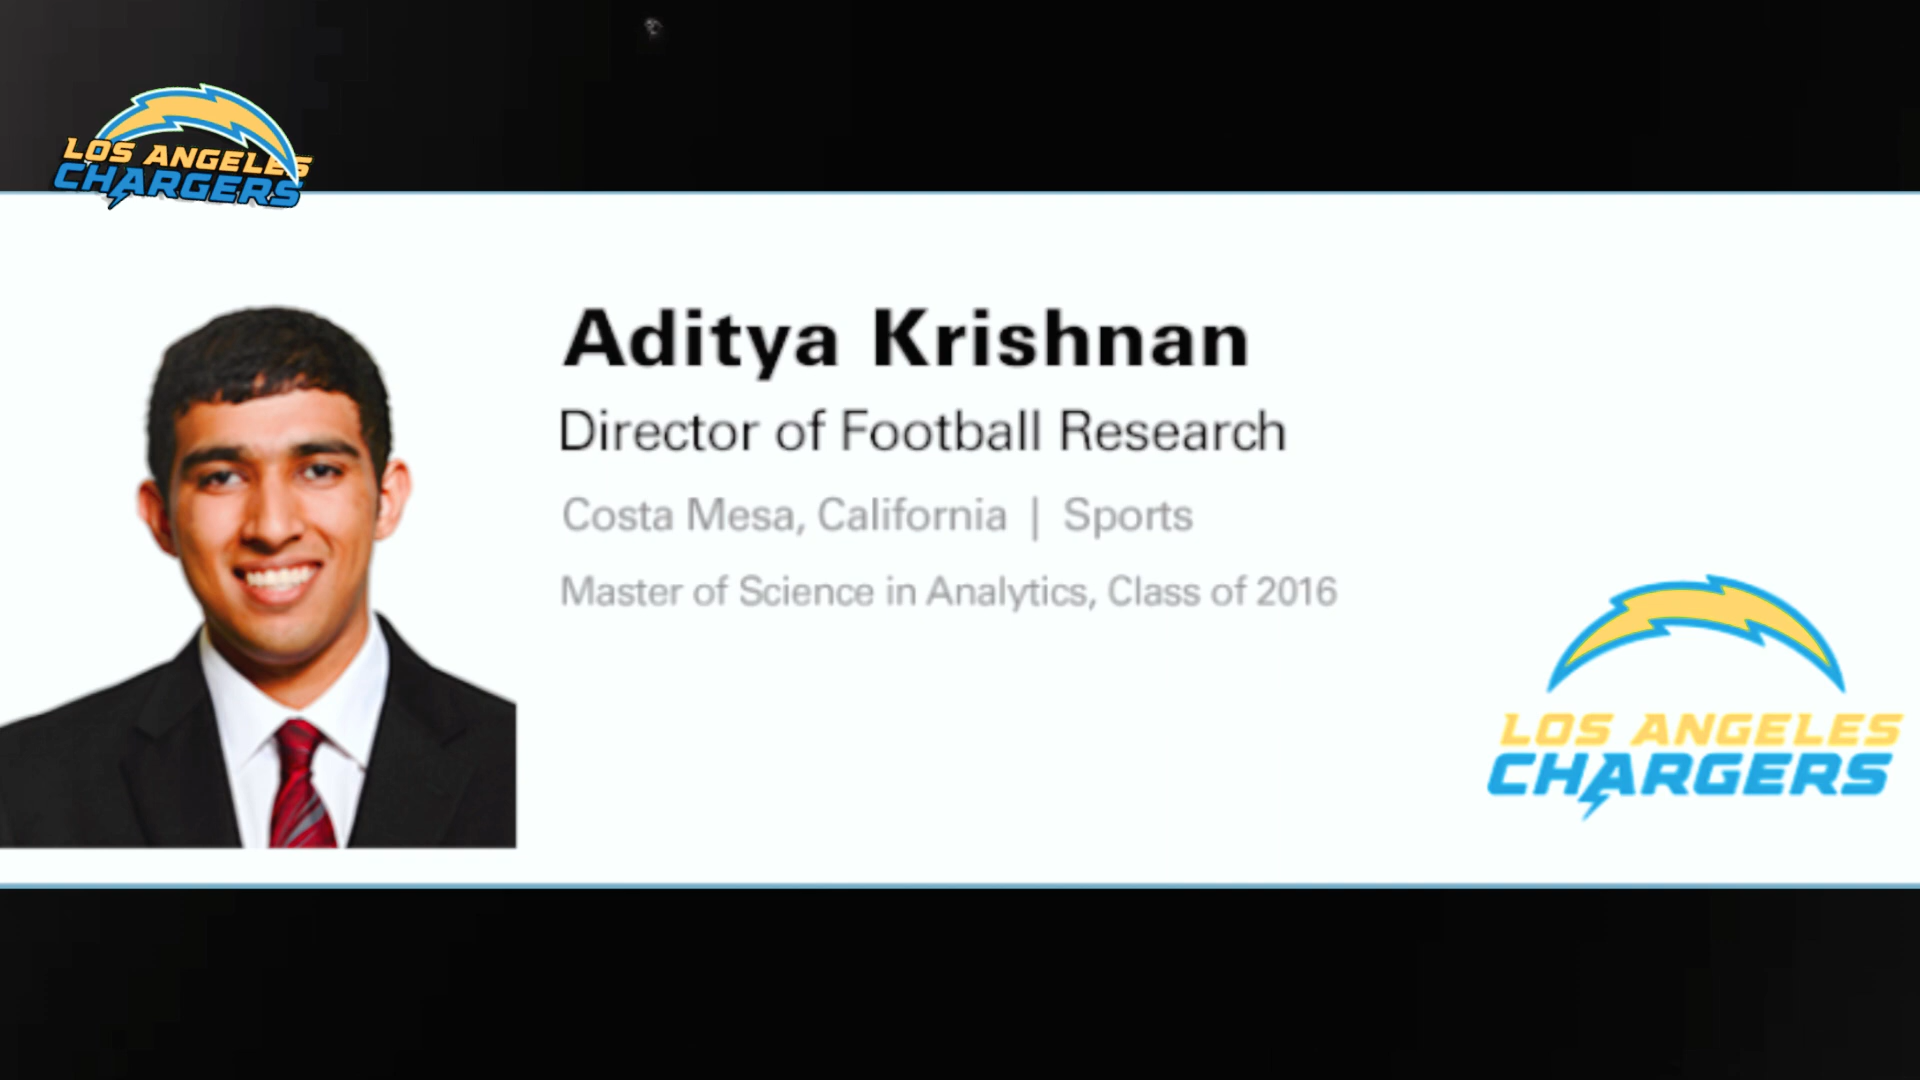 LOS ANGELES
CHARGERS
Aditya Krishnan
Director of Football Research
Costa Mesa, California | Sports
Master of Science in Analytics, Class of 2016
LOS ANGELES
CHARGERS